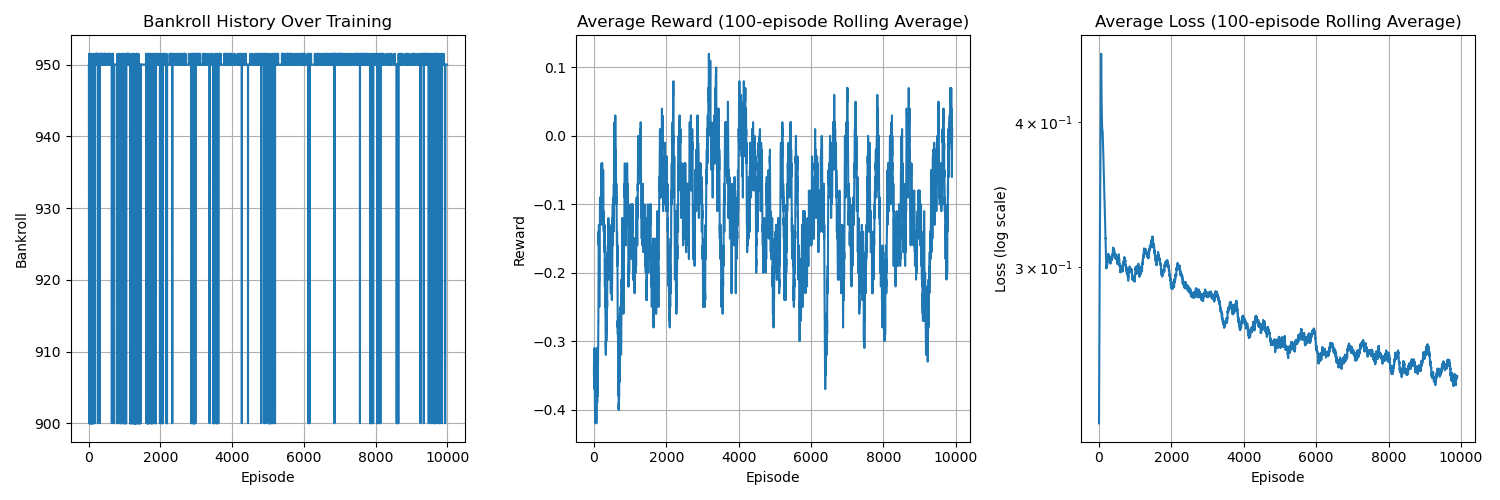 Bankroll History Over Training
Bankroll
950
940
930
920
910
900
0 2000 4000 6000 8000 10000
Episode
Average Reward (100-episode Rolling Average)
Reward
0.1
0.0
−0.1
−0.2
−0.3
−0.4
0 2000 4000 6000 8000 10000
Episode
Average Loss (100-episode Rolling Average)
Loss (log scale)
4 × 10⁻¹
3 × 10⁻¹
0 2000 4000 6000 8000 10000
Episode